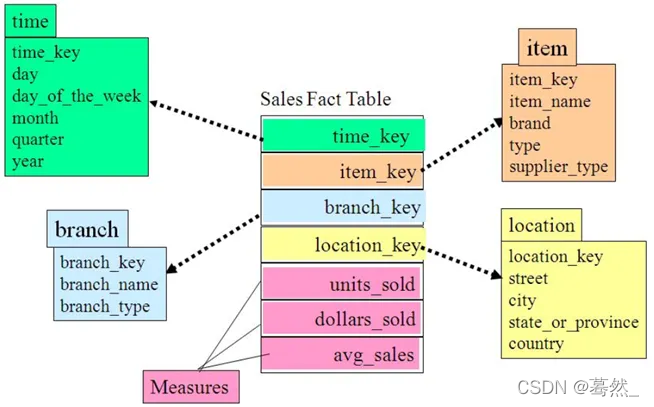 time
time_key
day
day_of_the_week
month
quarter
year
item
item_key
item_name
brand
type
supplier_type
Sales Fact Table
time_key
item_key
branch_key
location_key
units_sold
dollars_sold
avg_sales
branch
branch_key
branch_name
branch_type
location
location_key
street
city
state_or_province
country
Measures
CSDN @蓦然_